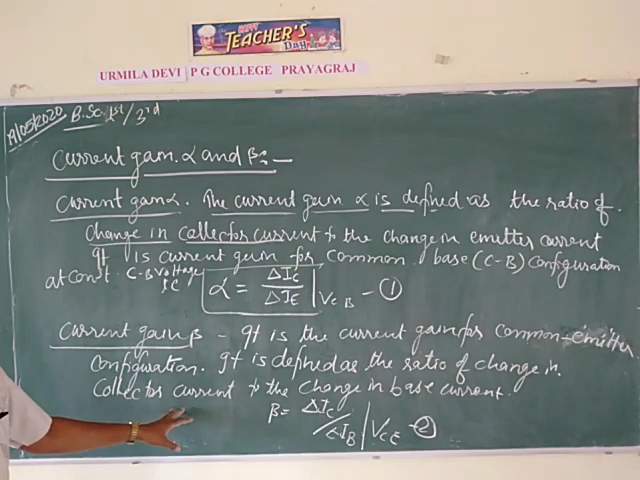 HAPPY
TEACHER'S
Day
URMILA DEVI P G COLLEGE PRAYAGRAJ
19/05/2020 B.Sc. 1st/3rd
Current gain α and β:—
Current gain α. The current gain α is defined as the ratio of
change in collector current to the change in emitter current
It is current gain for common base (C-B) Configuration
at Const C-B Voltage
α = ΔIC/ΔIE | VCB - ①
Current gain β - It is the current gain for common-emitter
Configuration. It is defined as the ratio of change in
Collector current to the change in base current.
β = ΔIC/ΔIB | VCE - ②